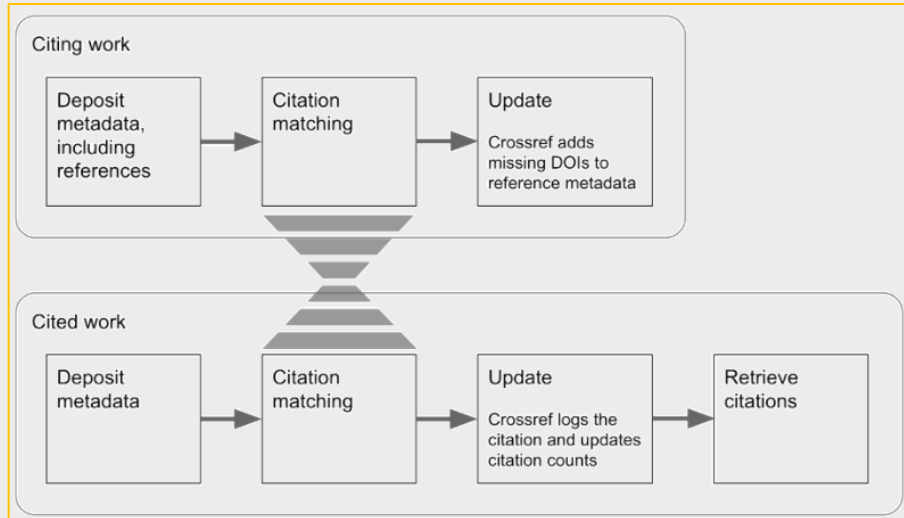 Citing work
Deposit
metadata,
including
references
Citation
matching
Update
Crossref adds
missing DOIs to
reference metadata
Cited work
Deposit
metadata
Citation
matching
Update
Crossref logs the
citation and updates
citation counts
Retrieve
citations